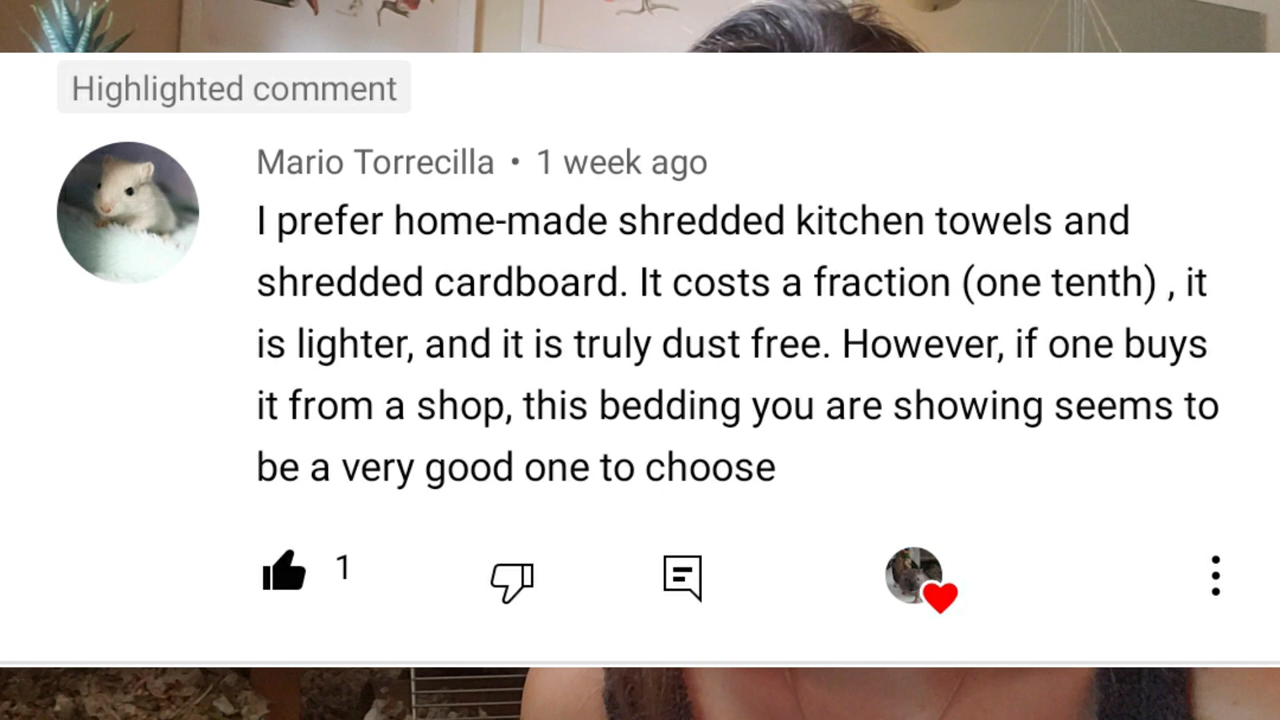 Highlighted comment
Mario Torrecilla • 1 week ago
I prefer home-made shredded kitchen towels and
shredded cardboard. It costs a fraction (one tenth) , it
is lighter, and it is truly dust free. However, if one buys
it from a shop, this bedding you are showing seems to
be a very good one to choose
1